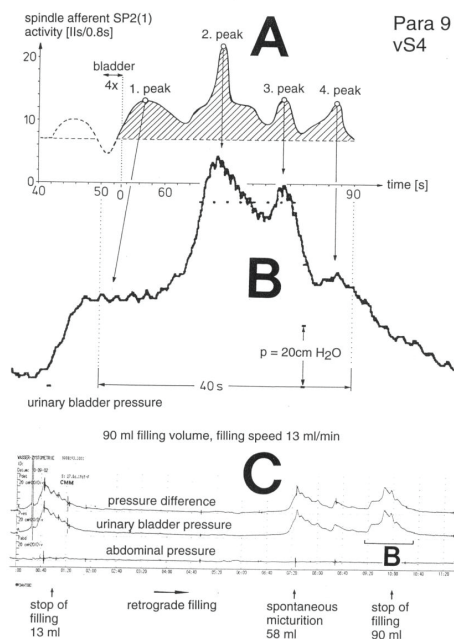 spindle afferent SP2(1)
activity [IIs/0.8s]
Para 9
vS4
A
2. peak
20
bladder
4x
1. peak
3. peak
4. peak
10
0
40 50 0 60 90 time [s]
B
p = 20cm H2O
40 s
urinary bladder pressure
90 ml filling volume, filling speed 13 ml/min
C
CMM
pressure difference
urinary bladder pressure
abdominal pressure
B
stop of
filling
13 ml
retrograde filling
spontaneous
micturition
58 ml
stop of
filling
90 ml